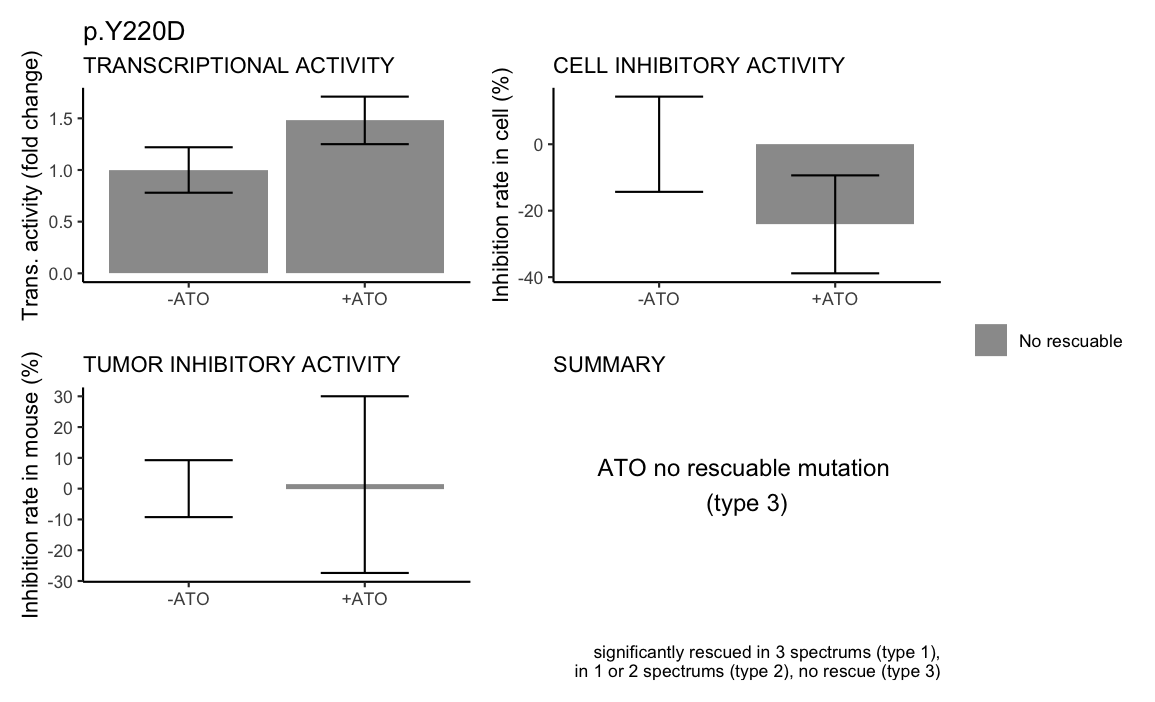 p.Y220D
TRANSCRIPTIONAL ACTIVITY
Trans. activity (fold change)
1.5
1.0
0.5
0.0
-ATO
+ATO
CELL INHIBITORY ACTIVITY
Inhibition rate in cell (%)
0
-20
-40
-ATO
+ATO
No rescuable
TUMOR INHIBITORY ACTIVITY
Inhibition rate in mouse (%)
30
20
10
0
-10
-20
-30
-ATO
+ATO
SUMMARY
ATO no rescuable mutation
(type 3)
significantly rescued in 3 spectrums (type 1),
in 1 or 2 spectrums (type 2), no rescue (type 3)